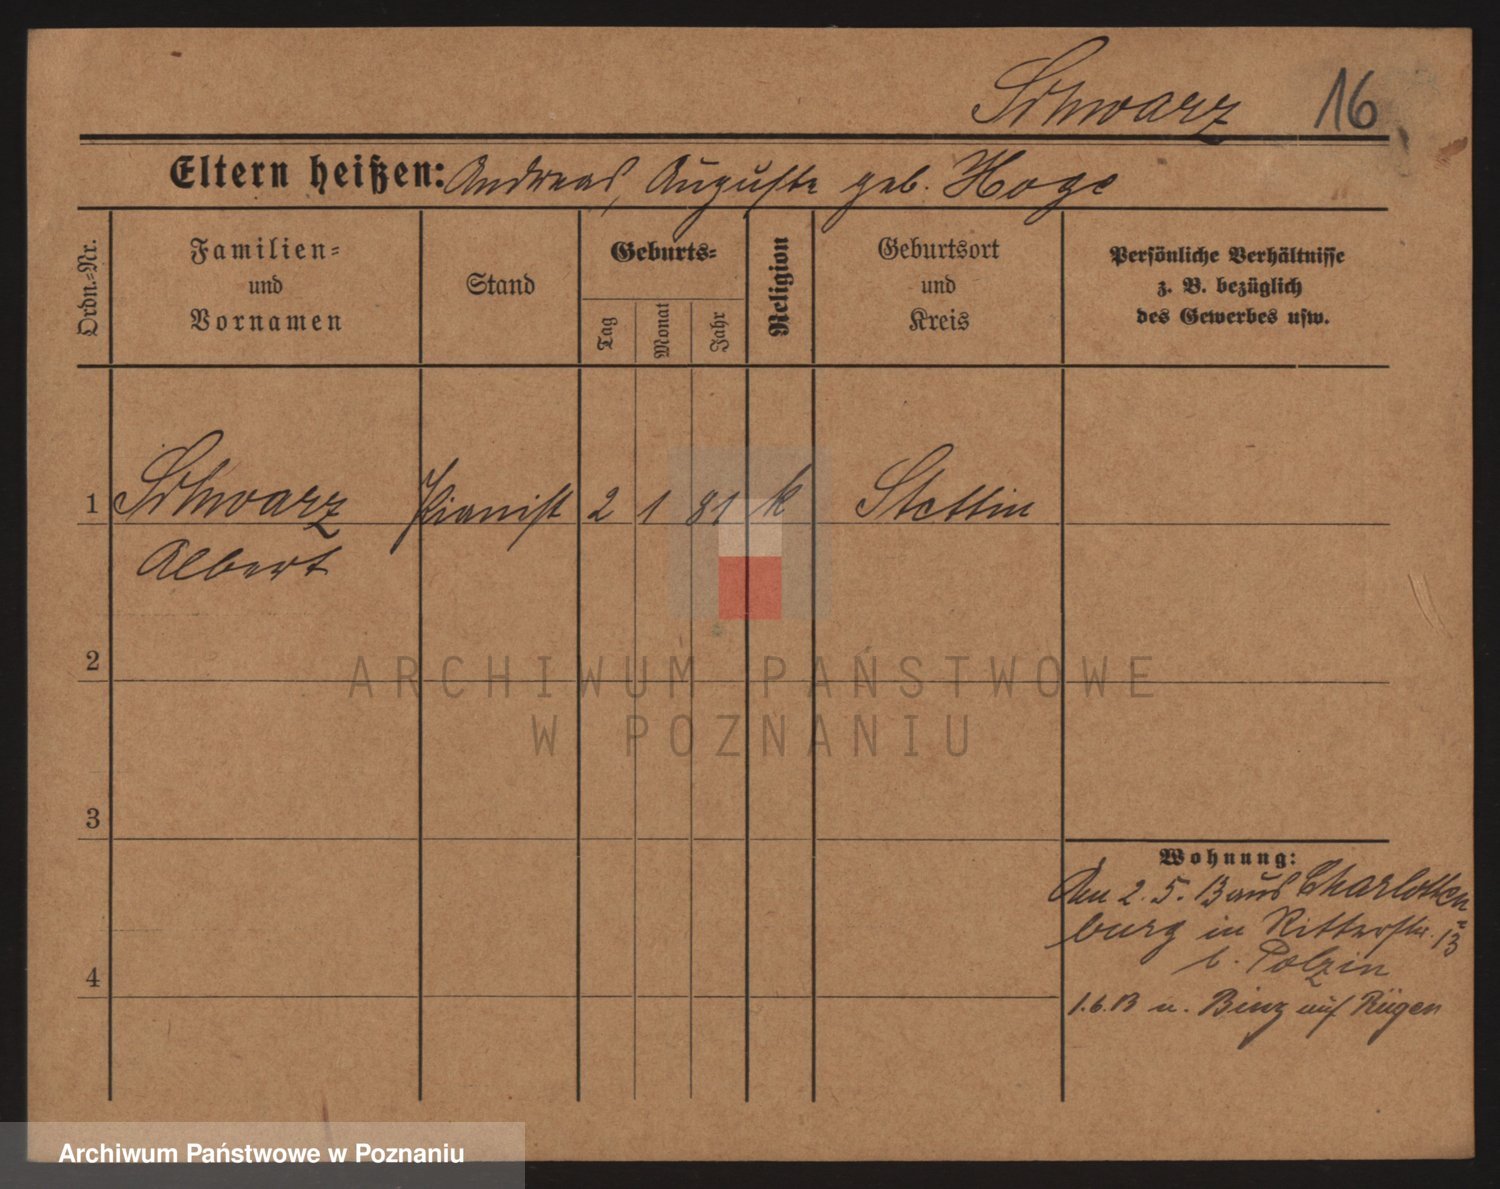 Schwarz 16
Eltern heißen: Andreas, Auguste geb. Hoge
Ordn.-Nr.
Familien-
und
Vornamen
Stand
Geburts-
Tag
Monat
Jahr
Religion
Geburtsort
und
Kreis
Persönliche Verhältnisse
z. B. bezüglich
des Gewerbes usw.
1 Schwarz Pianist 2 1 81 k Stettin
Albert
2
3
4
Wohnung:
Den 2. 5. 13 aus Charlotten=
burg in Ritterstr. 13
b. Polzin
1.6.13 n. Binz auf Rügen
ARCHIWUM PAŃSTWOWE
W POZNANIU
Archiwum Państwowe w Poznaniu